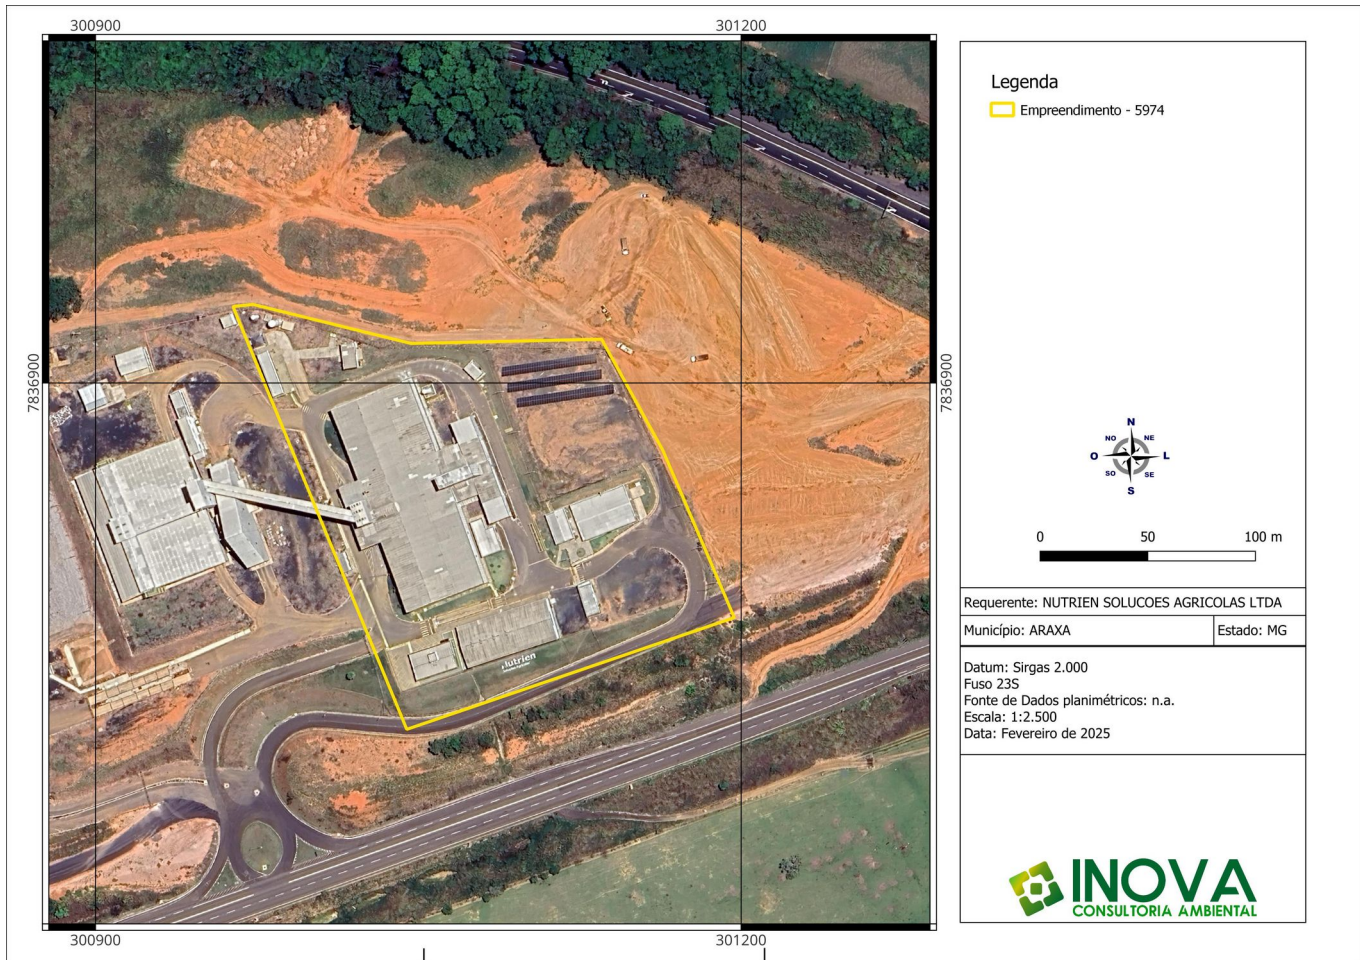 300900
301200
Legenda
Empreendimento - 5974
7836900
7836900
N
NO
NE
O
L
SO
SE
S
0
50
100 m
Requerente: NUTRIEN SOLUCOES AGRICOLAS LTDA
Município: ARAXA
Estado: MG
Nutrien
Datum: Sirgas 2.000
Fuso 23S
Fonte de Dados planimétricos: n.a.
Escala: 1:2.500
Data: Fevereiro de 2025
INOVA
CONSULTORIA AMBIENTAL
300900
301200